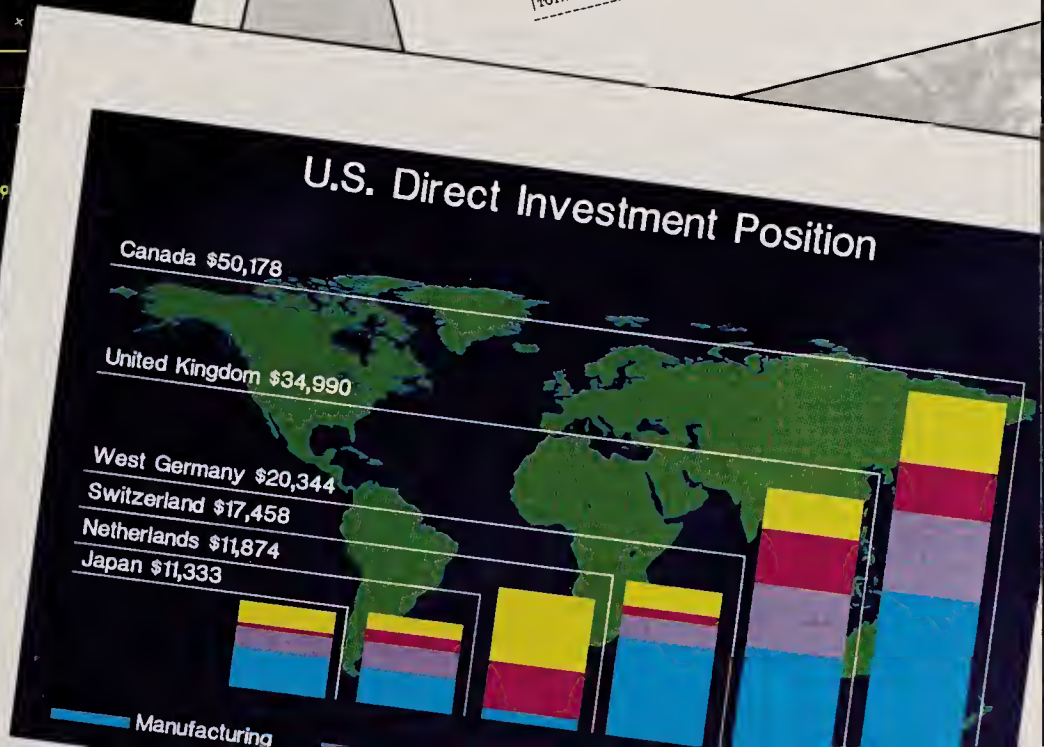 U.S. Direct Investment Position
Canada $50,178
United Kingdom $34,990
West Germany $20,344
Switzerland $17,458
Netherlands $11,874
Japan $11,333
Manufacturing